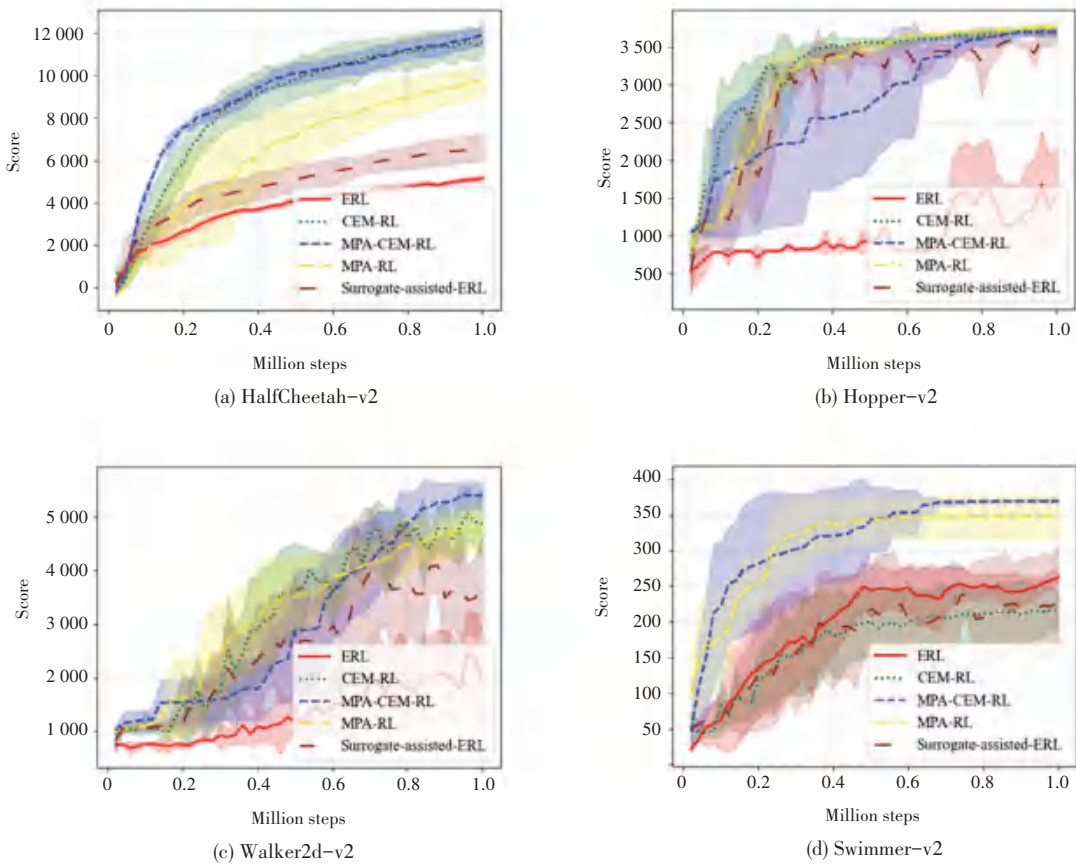 12 000
10 000
8 000
6 000
4 000
2 000
0
Score
ERL
CEM-RL
MPA-CEM-RL
MPA-RL
Surrogate-assisted-ERL
0 0.2 0.4 0.6 0.8 1.0
Million steps
(a) HalfCheetah-v2
3 500
3 000
2 500
2 000
1 500
1 000
500
Score
ERL
CEM-RL
MPA-CEM-RL
MPA-RL
Surrogate-assisted-ERL
0 0.2 0.4 0.6 0.8 1.0
Million steps
(b) Hopper-v2
5 000
4 000
3 000
2 000
1 000
Score
ERL
CEM-RL
MPA-CEM-RL
MPA-RL
Surrogate-assisted-ERL
0 0.2 0.4 0.6 0.8 1.0
Million steps
(c) Walker2d-v2
400
350
300
250
200
150
100
50
Score
ERL
CEM-RL
MPA-CEM-RL
MPA-RL
Surrogate-assisted-ERL
0 0.2 0.4 0.6 0.8 1.0
Million steps
(d) Swimmer-v2